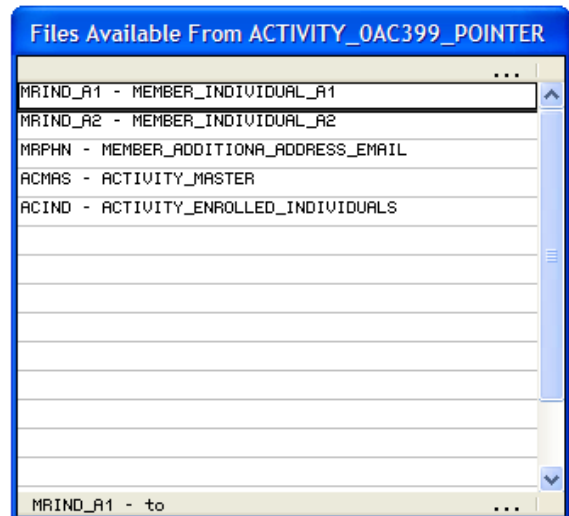 Files Available From ACTIVITY_0AC399_POINTER
...
MRIND_A1 - MEMBER_INDIVIDUAL_A1
MRIND_A2 - MEMBER_INDIVIDUAL_A2
MRPHN - MEMBER_ADDITIONA_ADDRESS_EMAIL
ACMAS - ACTIVITY_MASTER
ACIND - ACTIVITY_ENROLLED_INDIVIDUALS
MRIND_A1 - to ...